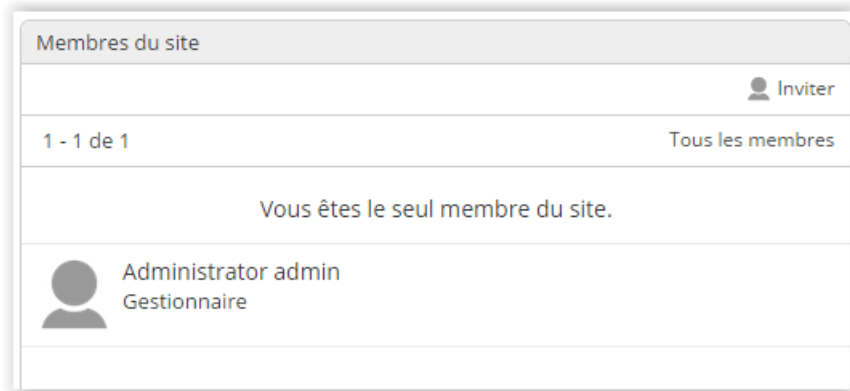 Membres du site
Inviter
1 - 1 de 1 Tous les membres
Vous êtes le seul membre du site.
Administrator admin
Gestionnaire